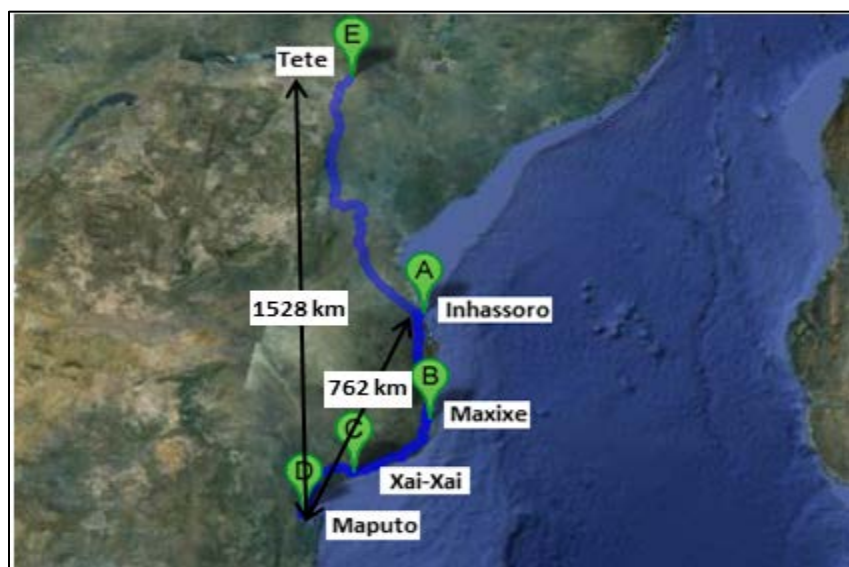 E
Tete
A
1528 km
Inhassoro
762 km
B
Maxixe
C
D
Xai-Xai
Maputo